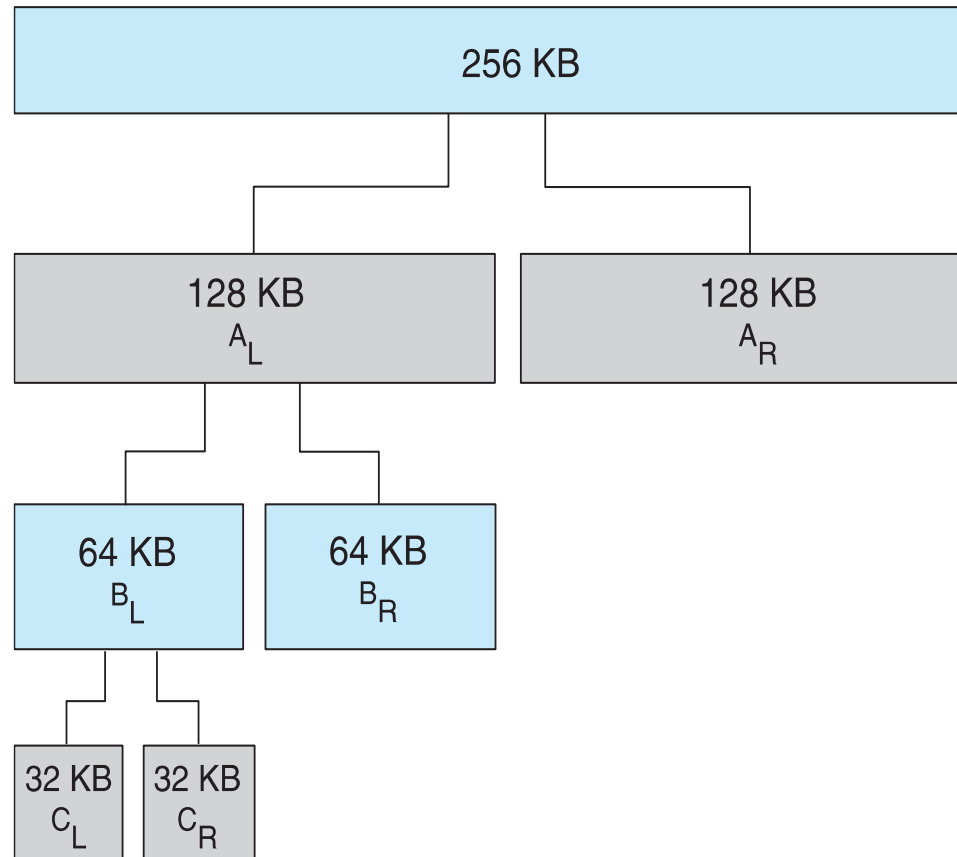 256 KB
128 KB
A_L
128 KB
A_R
64 KB
B_L
64 KB
B_R
32 KB
C_L
32 KB
C_R